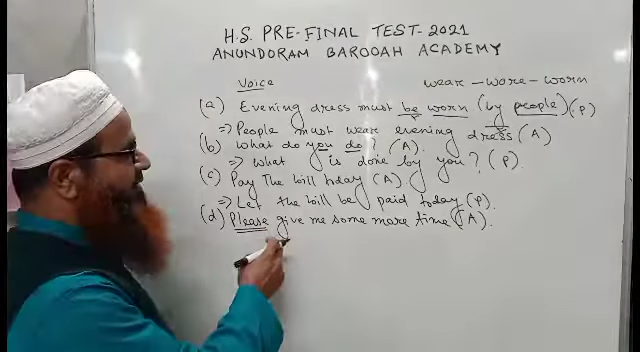 H.S. PRE-FINAL TEST-2021
ANUNDORAM BAROOAH ACADEMY
Voice wear - wore - worn
(a) Evening dress must be worn (by people) (P)
=> People must wear evening dress (A)
(b) What do you do? (A).
=> What is done by you? (P)
(c) Pay the bill today (A)
=> Let the bill be paid today (P).
(d) Please give me some more time (A).